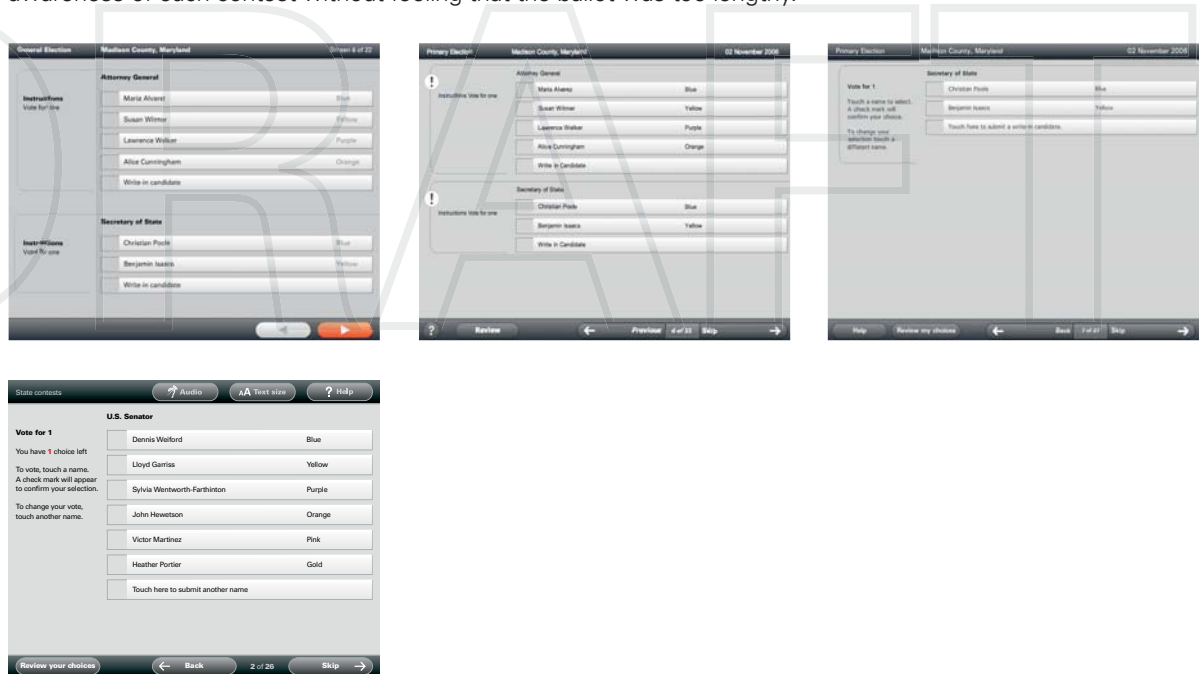 awareness of each contest without feeling that the ballot was too lengthy.
General Election Madison County, Maryland Screen 6 of 22
Attorney General
Instructions
Vote for one
Maria Alvarez Blue
Susan Wilmer Yellow
Lawrence Walker Purple
Alice Cunningham Orange
Write-in candidate
Secretary of State
Instructions
Vote for one
Christian Poole Blue
Benjamin Isaacs Yellow
Write-in candidate
Primary Election Madison County, Maryland 02 November 2008
Attorney General
!
Instructions Vote for one
Maria Alvarez Blue
Susan Wilmer Yellow
Lawrence Walker Purple
Alice Cunningham Orange
Write in Candidate
Secretary of State
!
Instructions Vote for one
Christian Poole Blue
Benjamin Isaacs Yellow
Write in Candidate
? Review ← Previous Skip →
Primary Election Madison County, Maryland 02 November 2008
Secretary of State
Vote for 1
Touch a name to select.
A check mark will
confirm your choice.
To change your
selection touch a
different name.
Christian Poole Blue
Benjamin Isaacs Yellow
Touch here to submit a write-in candidate.
Help Review my choices ← Back Skip →
State contests Audio AA Text size ? Help
U.S. Senator
Vote for 1
You have 1 choice left
To vote, touch a name.
A check mark will appear
to confirm your selection.
To change your vote,
touch another name.
Dennis Weiford Blue
Lloyd Garriss Yellow
Sylvia Wentworth-Farthinton Purple
John Hewetson Orange
Victor Martinez Pink
Heather Portier Gold
Touch here to submit another name
Review your choices ← Back 2 of 26 Skip →
DRAFT